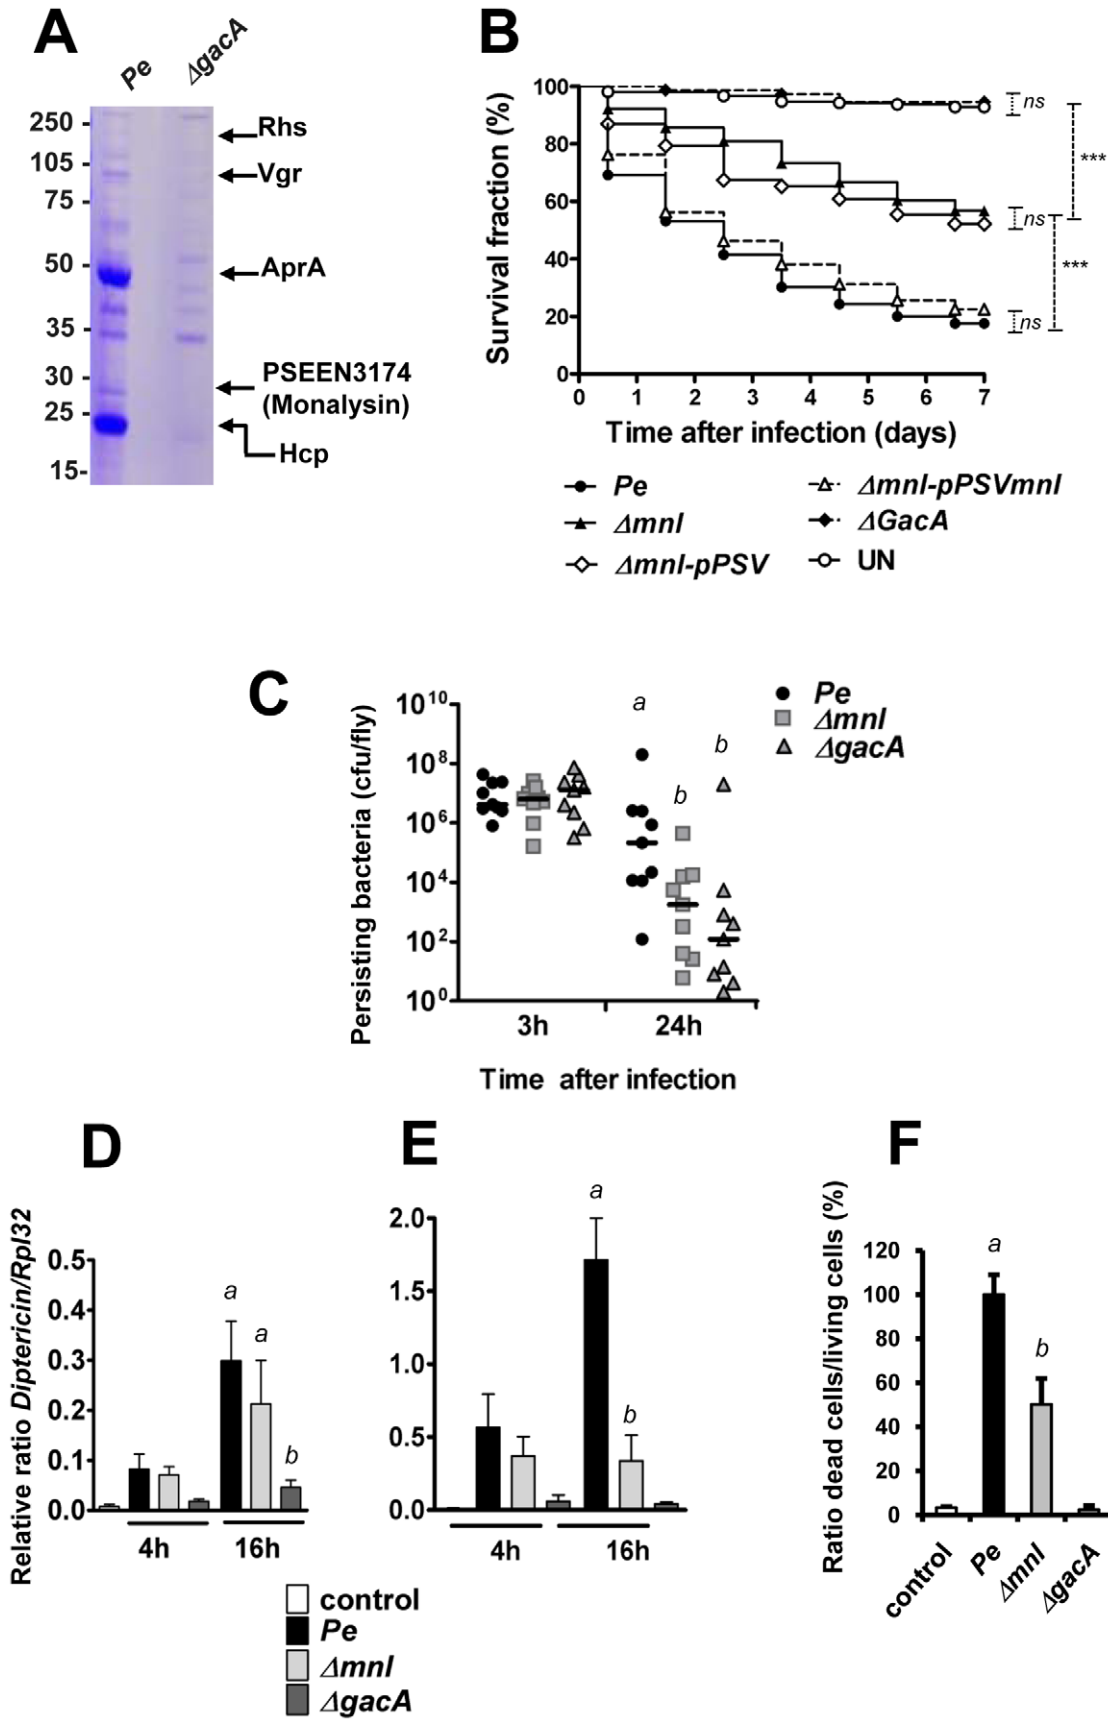 A
Pe
ΔgacA
250
105
75
50
35
30
25
15
Rhs
Vgr
AprA
PSEEN3174
(Monalysin)
Hcp
B
Survival fraction (%)
100
80
60
40
20
0
0 1 2 3 4 5 6 7
Time after infection (days)
ns
ns
ns
***
***
Pe
Δmnl
Δmnl-pPSV
Δmnl-pPSVmnl
ΔGacA
UN
C
Persisting bacteria (cfu/fly)
10^10
10^8
10^6
10^4
10^2
10^0
a
b
b
3h 24h
Time after infection
Pe
Δmnl
ΔgacA
D
Relative ratio Diptericin/Rpl32
0.5
0.4
0.3
0.2
0.1
0.0
a
a
b
4h 16h
E
2.0
1.5
1.0
0.5
0.0
a
b
4h 16h
control
Pe
Δmnl
ΔgacA
F
Ratio dead cells/living cells (%)
120
100
80
60
40
20
0
a
b
control
Pe
Δmnl
ΔgacA